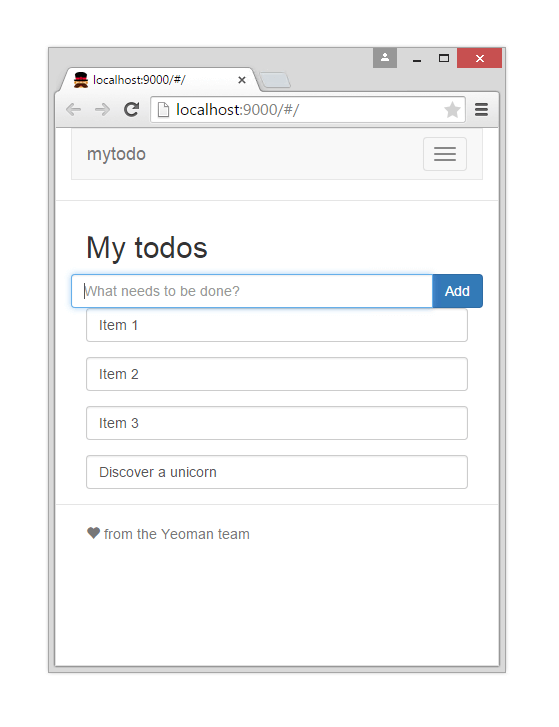 localhost:9000/#/
localhost:9000/#/
mytodo
My todos
What needs to be done? Add
Item 1
Item 2
Item 3
Discover a unicorn
from the Yeoman team